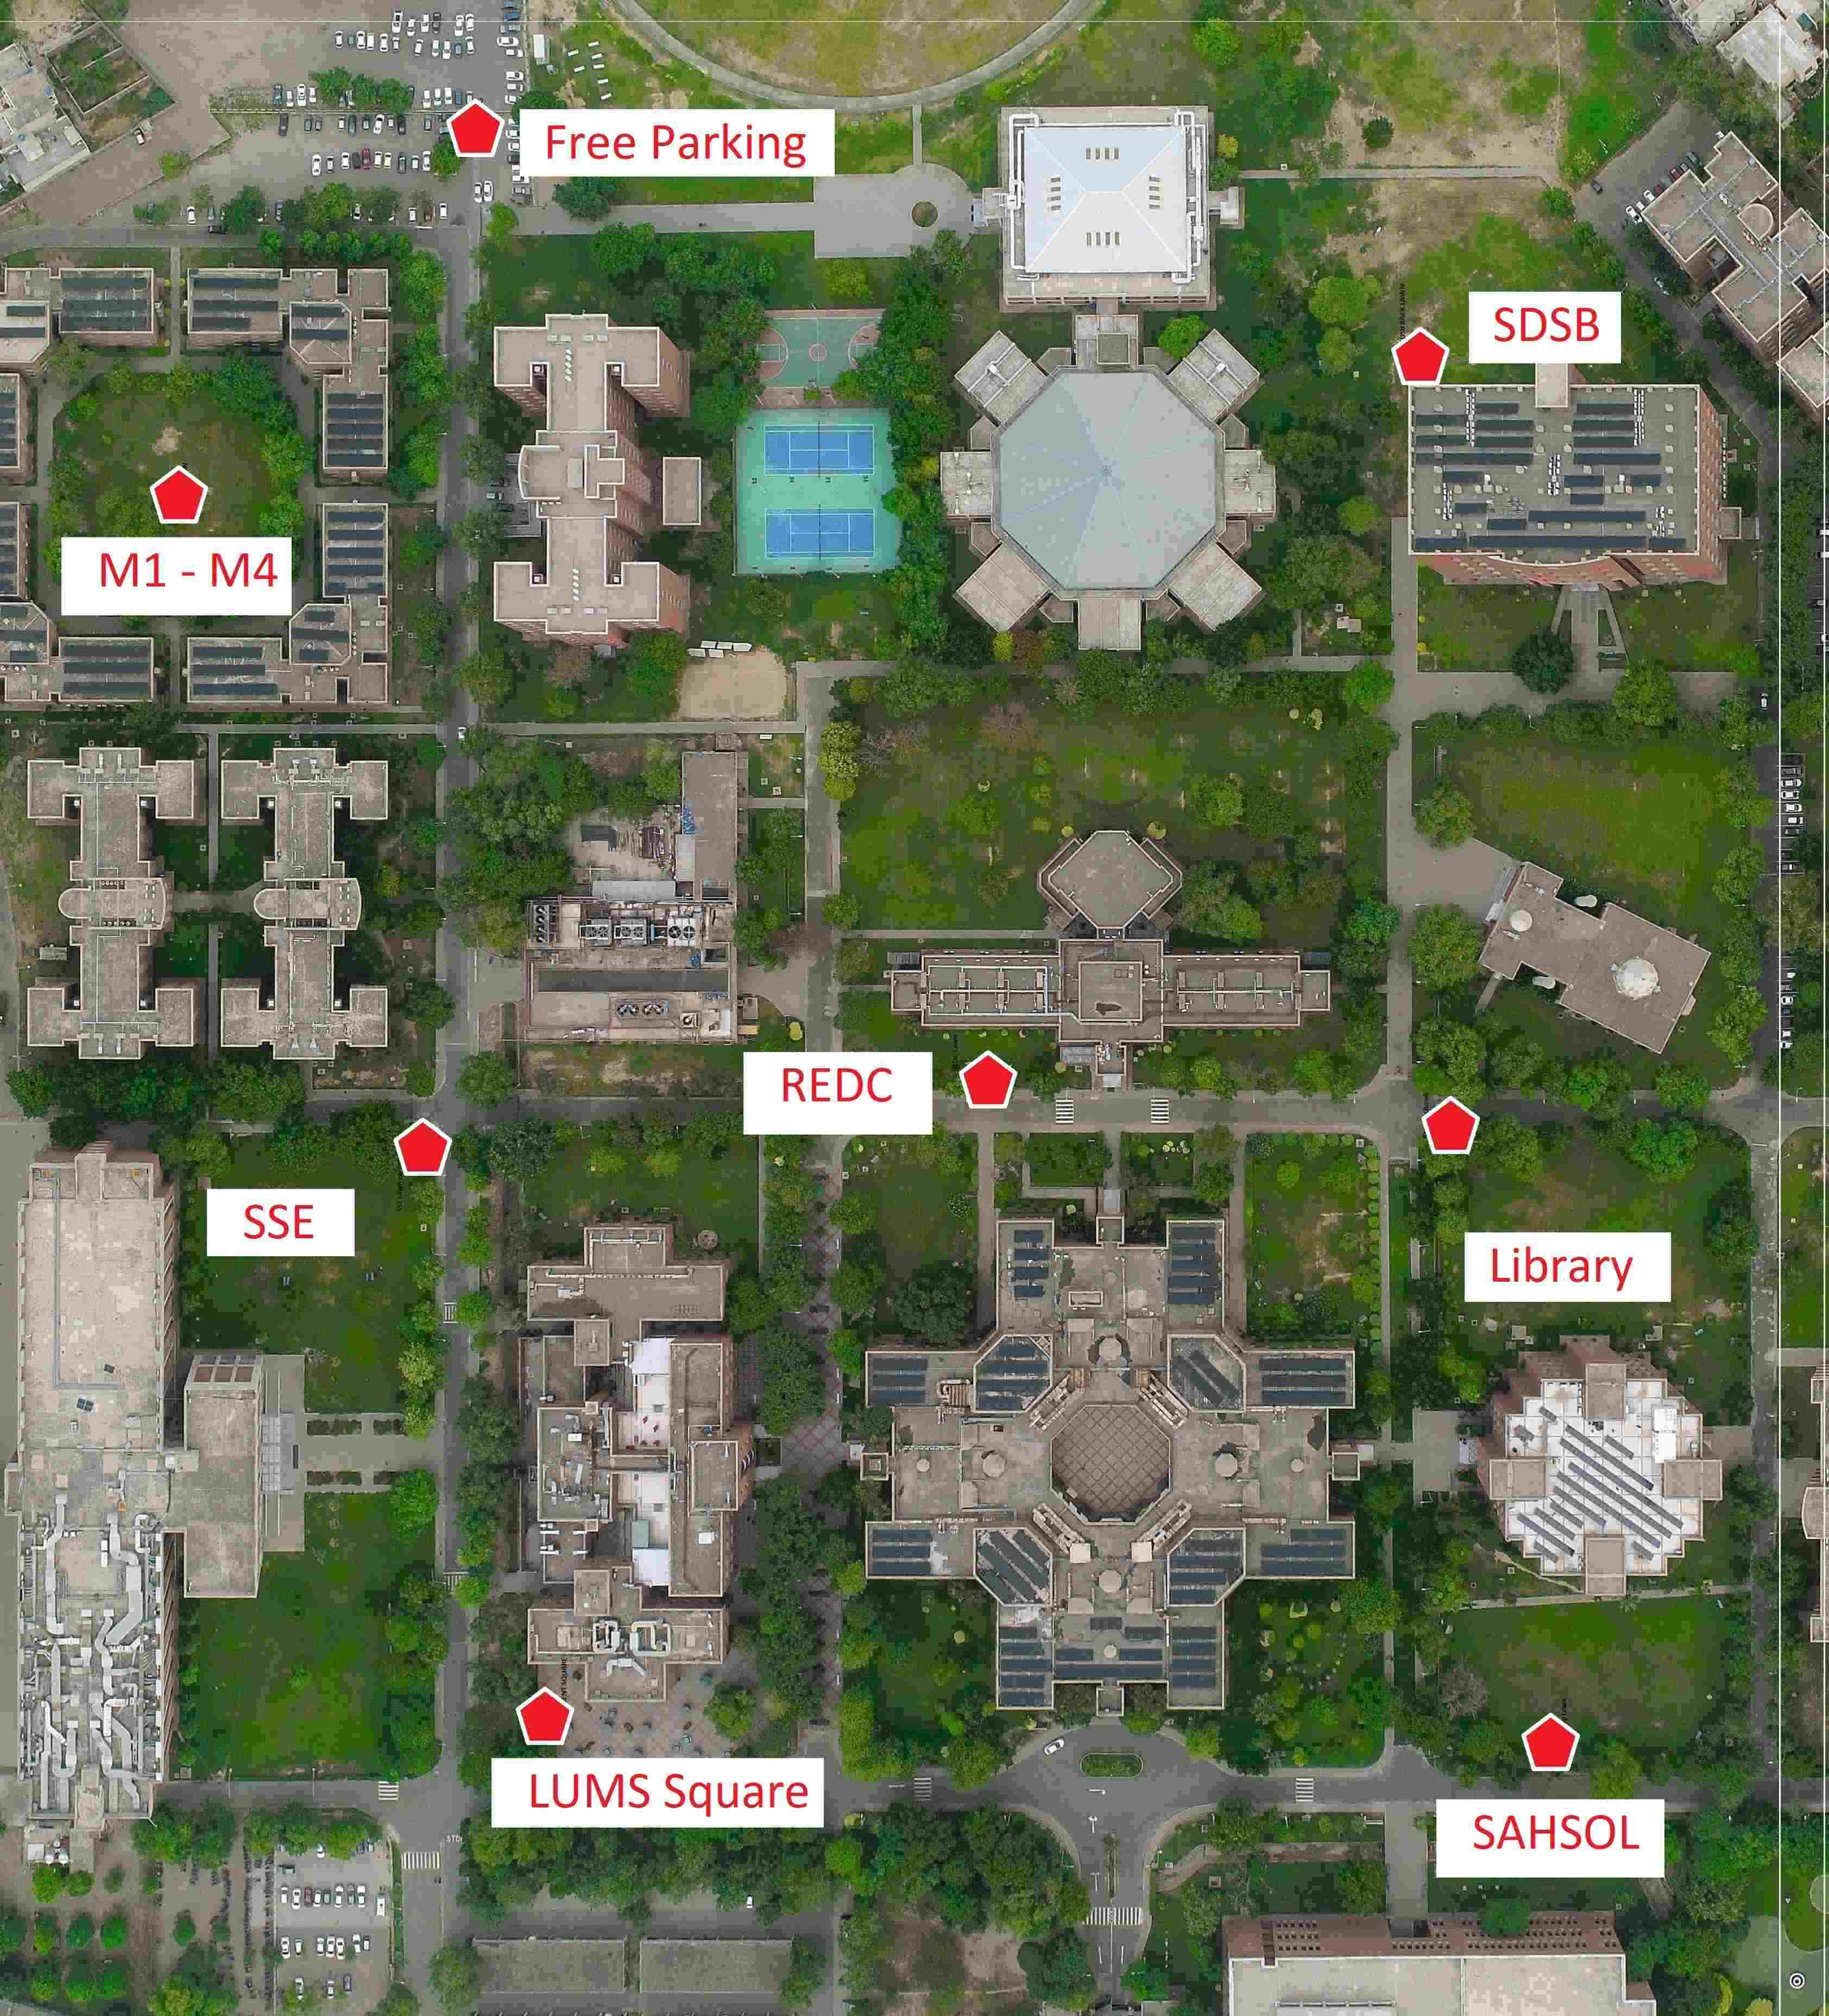 Free Parking
SDSB
M1 - M4
REDC
SSE
Library
LUMS Square
SAHSOL